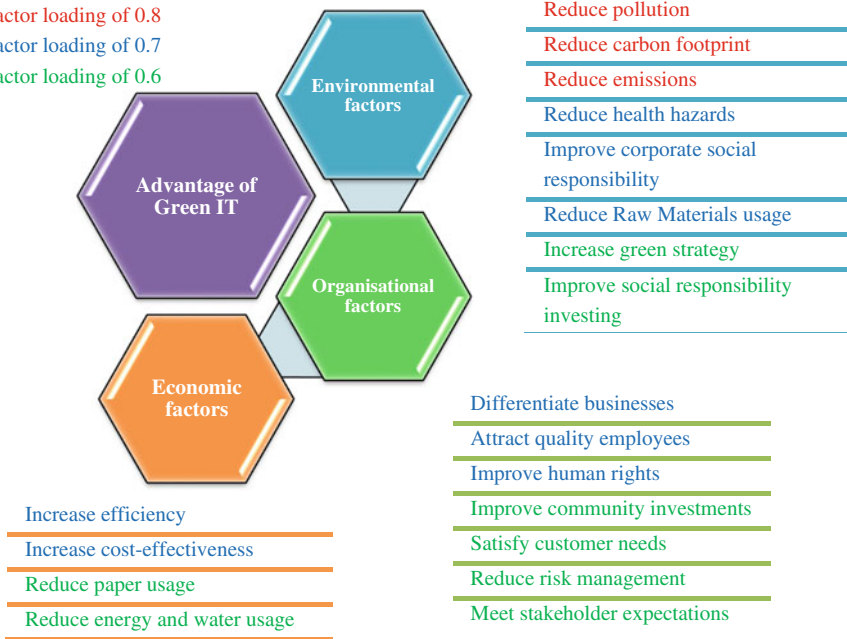 actor loading of 0.8
actor loading of 0.7
actor loading of 0.6
Environmental
factors
Advantage of
Green IT
Organisational
factors
Economic
factors
Reduce pollution
Reduce carbon footprint
Reduce emissions
Reduce health hazards
Improve corporate social
responsibility
Reduce Raw Materials usage
Increase green strategy
Improve social responsibility
investing
Differentiate businesses
Attract quality employees
Improve human rights
Improve community investments
Satisfy customer needs
Reduce risk management
Meet stakeholder expectations
Increase efficiency
Increase cost-effectiveness
Reduce paper usage
Reduce energy and water usage